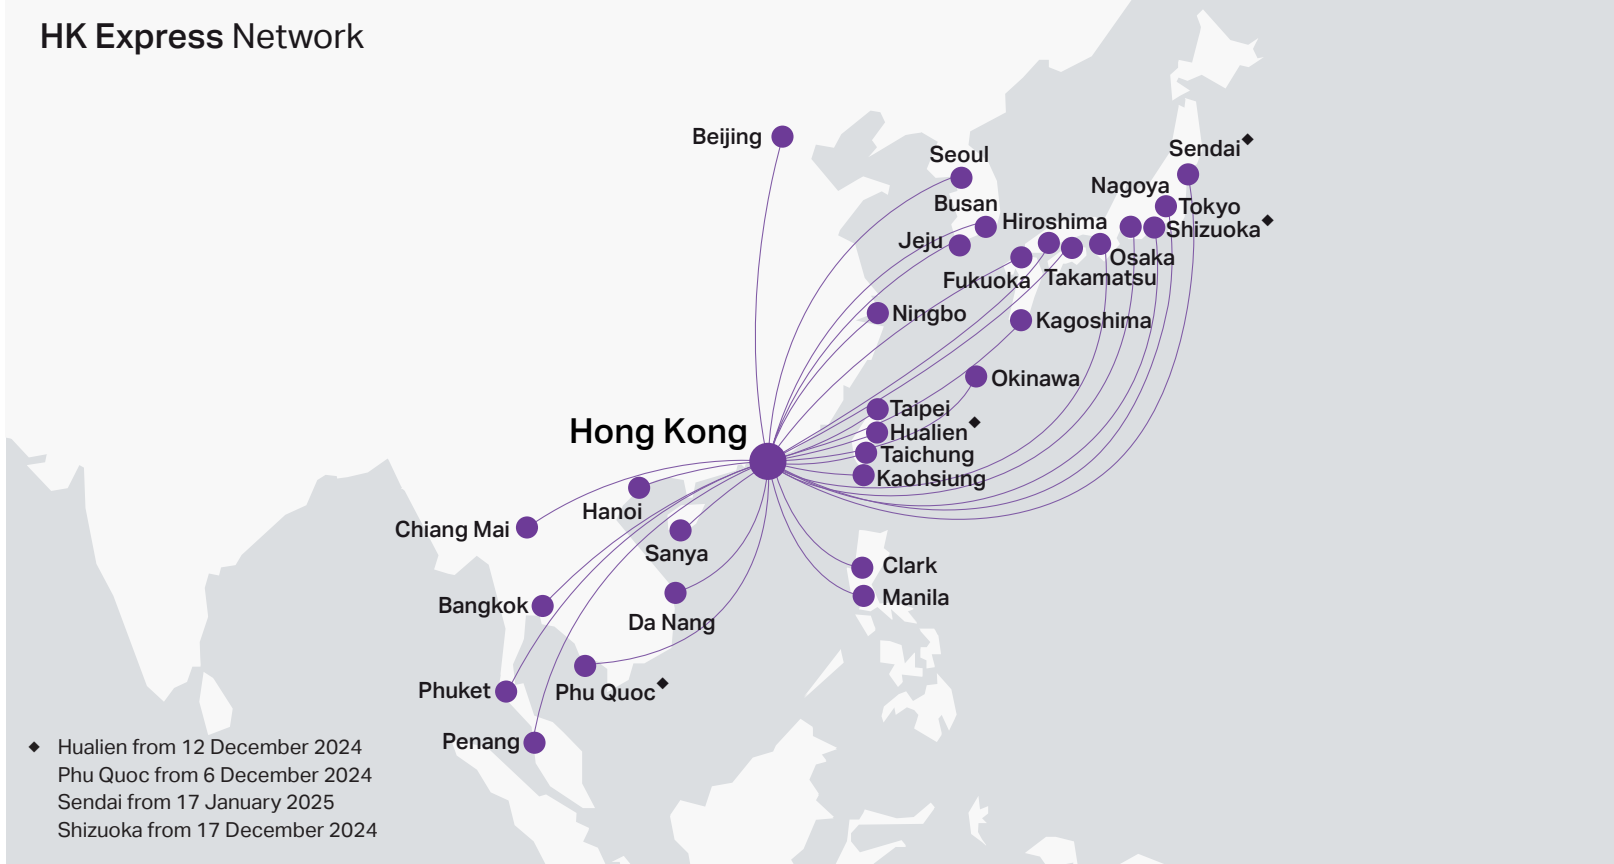 HK Express Network
Beijing
Seoul
Sendai◆
Busan
Nagoya
Tokyo
Hiroshima
Shizuoka◆
Jeju
Osaka
Fukuoka
Takamatsu
Ningbo
Kagoshima
Okinawa
Taipei
Hong Kong
Hualien◆
Taichung
Kaohsiung
Hanoi
Chiang Mai
Sanya
Clark
Manila
Bangkok
Da Nang
Phuket
Phu Quoc◆
Penang
◆ Hualien from 12 December 2024
Phu Quoc from 6 December 2024
Sendai from 17 January 2025
Shizuoka from 17 December 2024